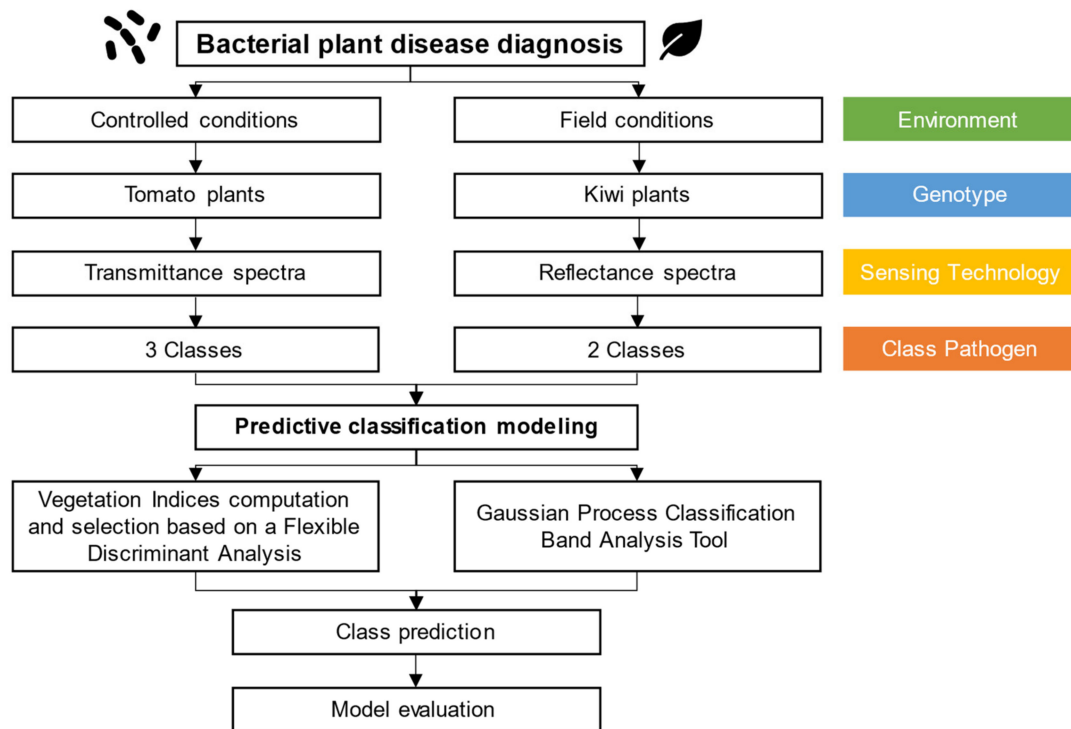 Bacterial plant disease diagnosis
Controlled conditions
Field conditions
Environment
Tomato plants
Kiwi plants
Genotype
Transmittance spectra
Reflectance spectra
Sensing Technology
3 Classes
2 Classes
Class Pathogen
Predictive classification modeling
Vegetation Indices computation
and selection based on a Flexible
Discriminant Analysis
Gaussian Process Classification
Band Analysis Tool
Class prediction
Model evaluation